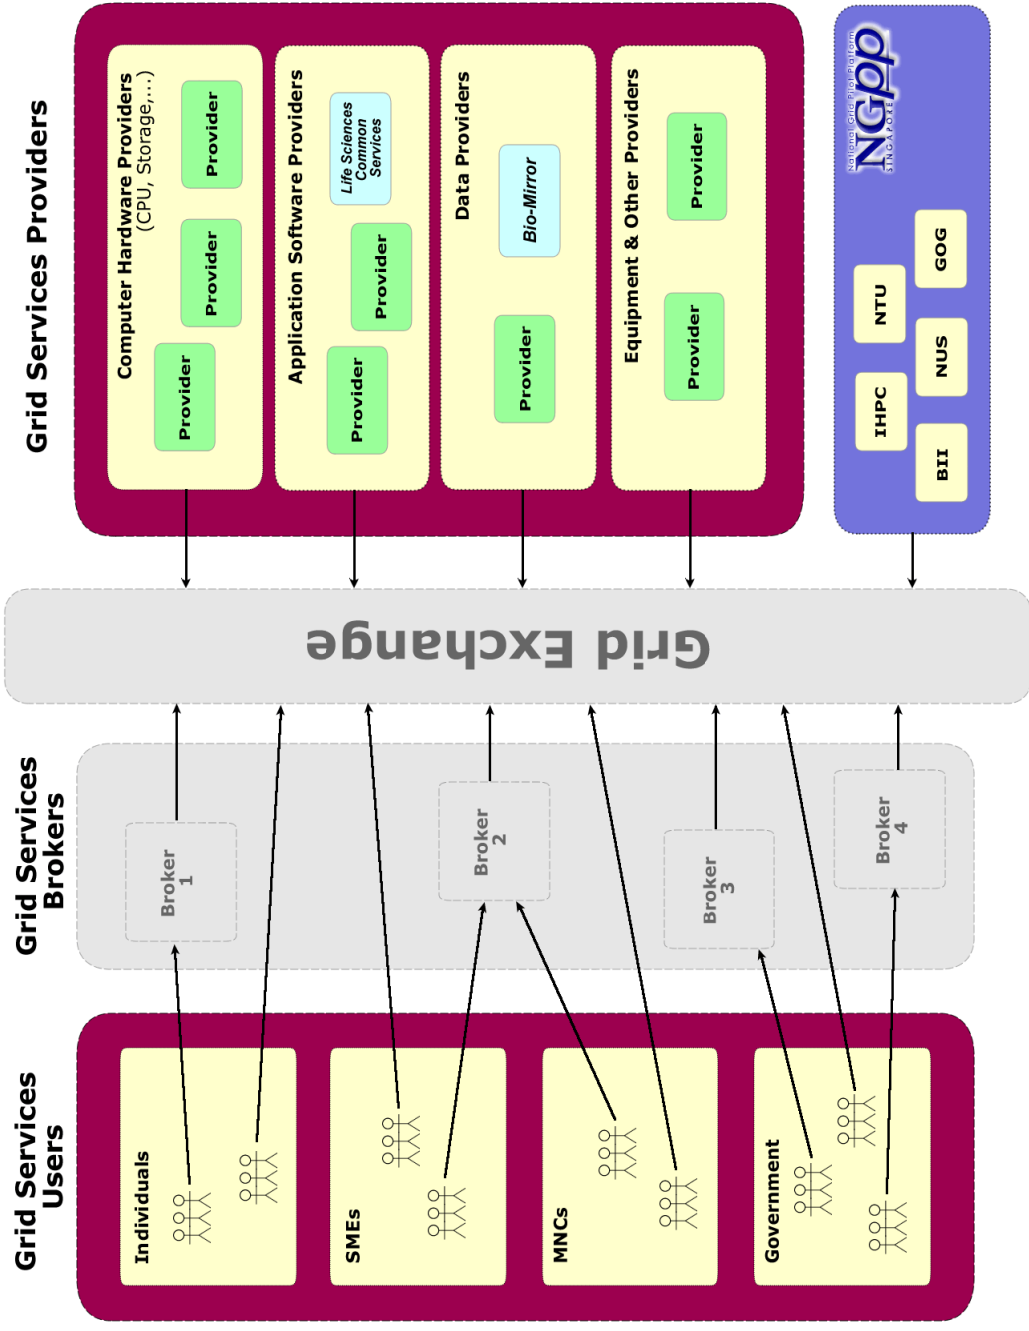 Grid Services
Users
Individuals
SMEs
MNCs
Government
Grid Services
Brokers
Broker
1
Broker
2
Broker
3
Broker
4
Grid Exchange
Grid Services Providers
Computer Hardware Providers
(CPU, Storage,...)
Provider
Provider
Provider
Application Software Providers
Provider
Provider
Life Sciences
Common
Services
Data Providers
Provider
Bio-Mirror
Equipment & Other Providers
Provider
Provider
IHPC
NTU
BII
NUS
GOG
National Grid Pilot Platform
NGpp
SINGAPORE